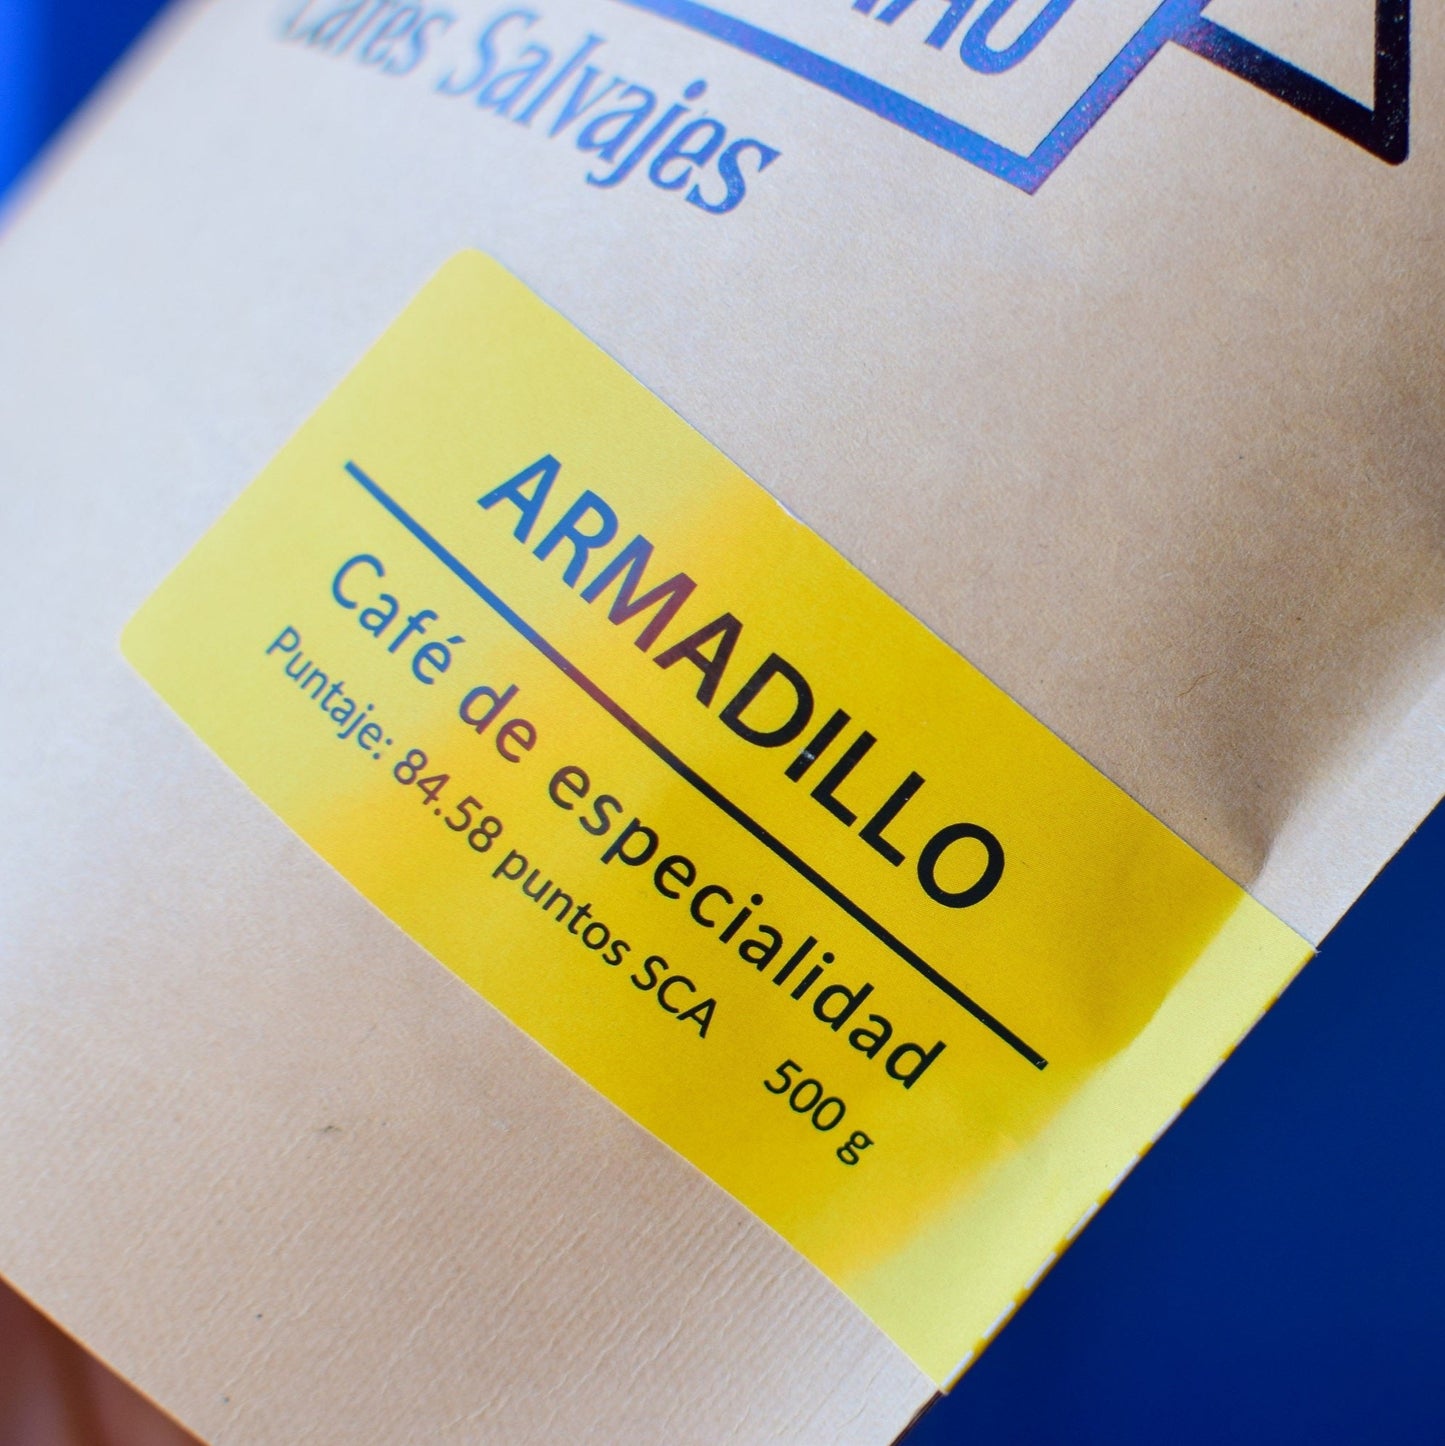 Cafés Salvajes
ARMADILLO
Café de especialidad
Puntaje: 84.58 puntos SCA 500 g